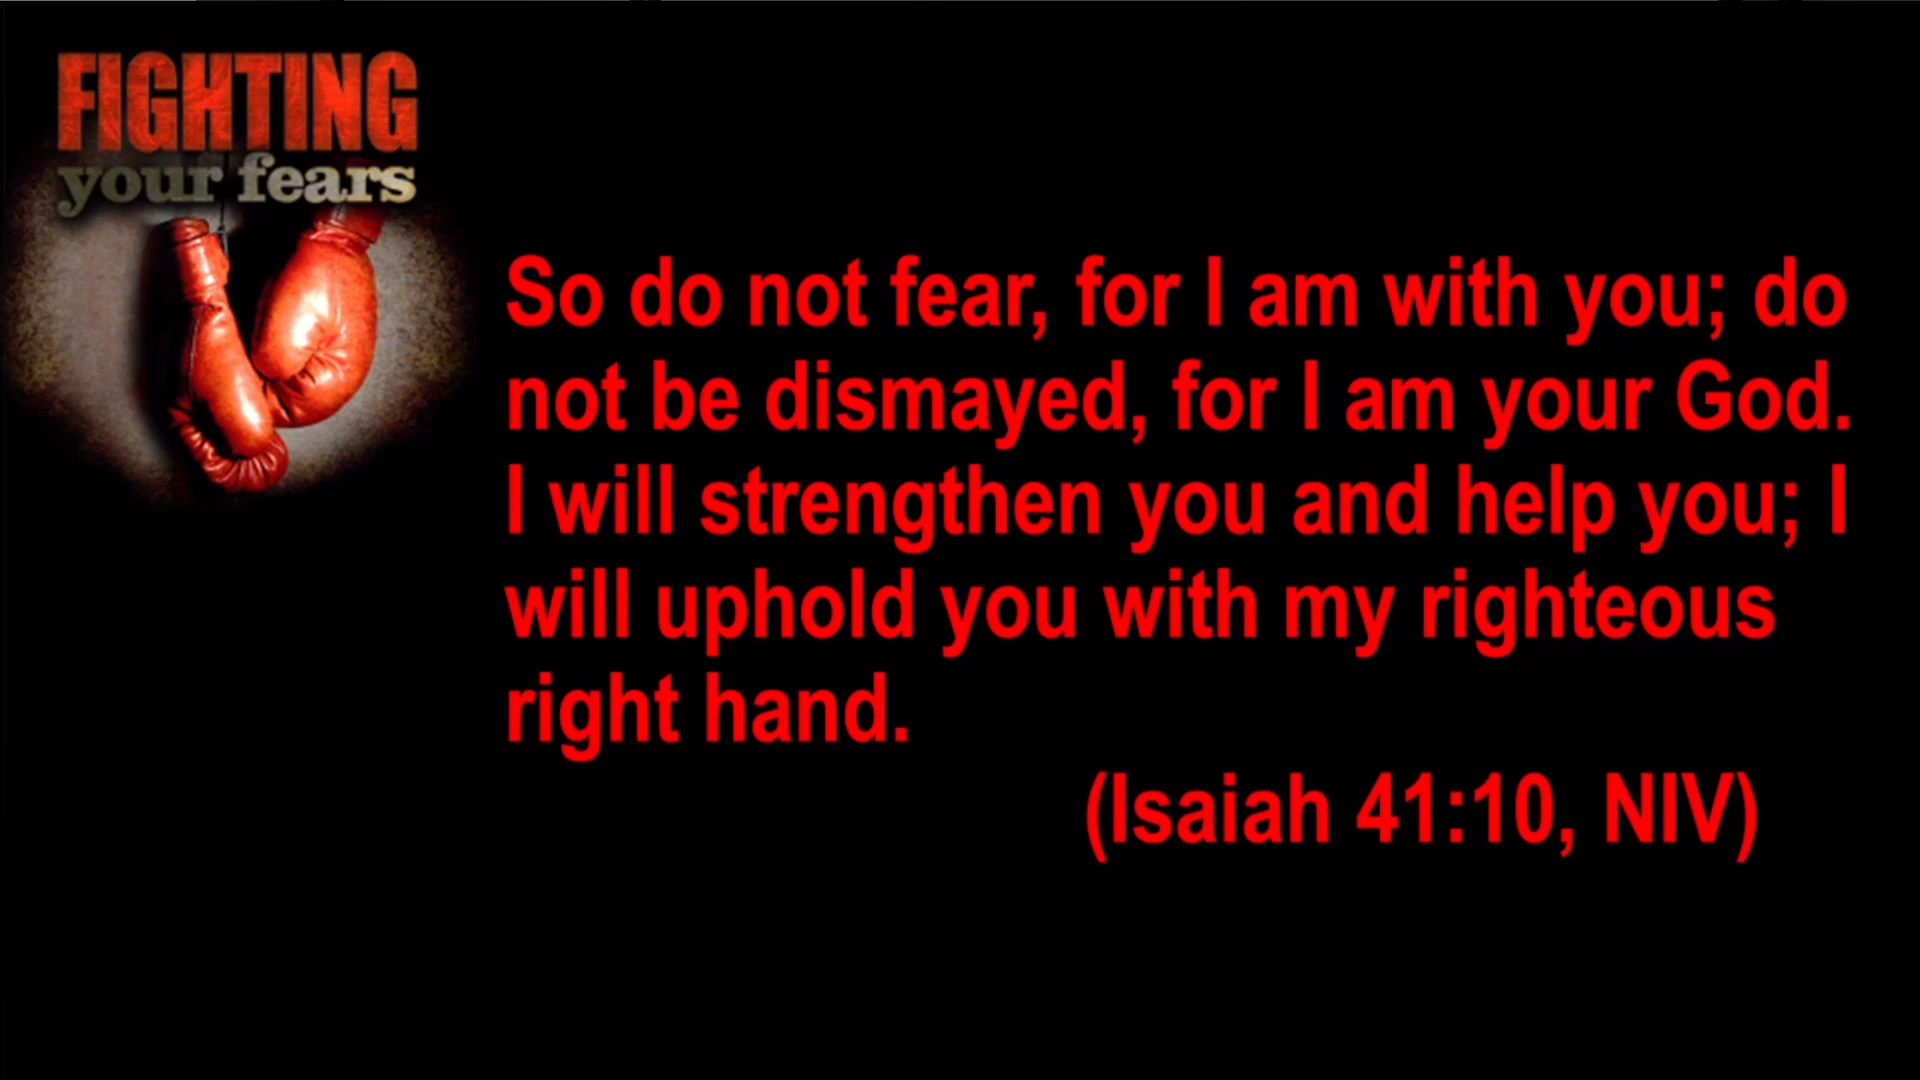 FIGHTING
your fears
So do not fear, for I am with you; do
not be dismayed, for I am your God.
I will strengthen you and help you; I
will uphold you with my righteous
right hand.
(Isaiah 41:10, NIV)